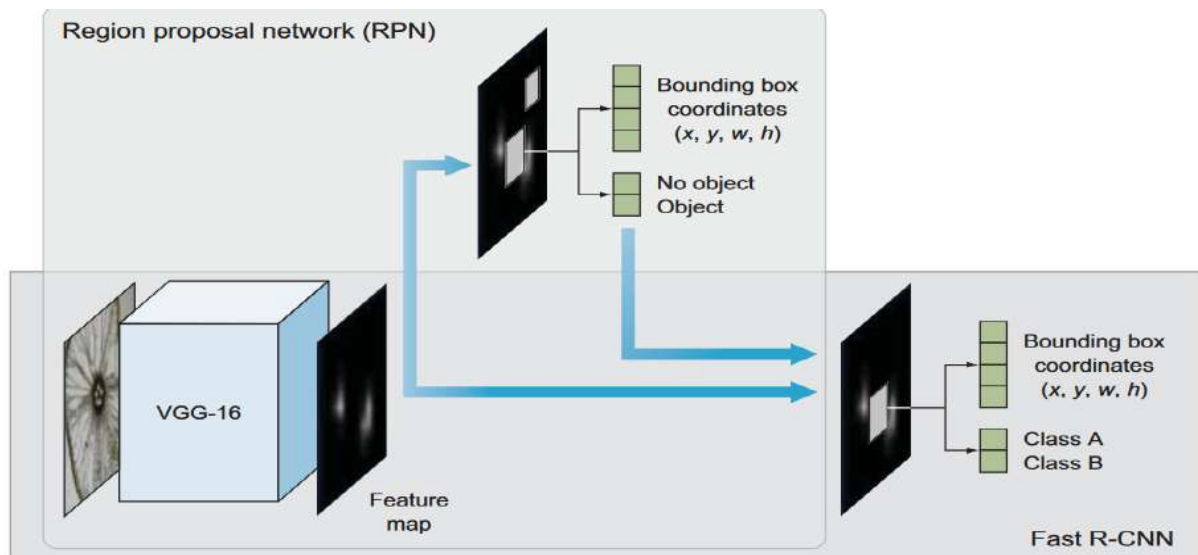 Region proposal network (RPN)
Bounding box
coordinates
(x, y, w, h)
No object
Object
VGG-16
Feature
map
Bounding box
coordinates
(x, y, w, h)
Class A
Class B
Fast R-CNN